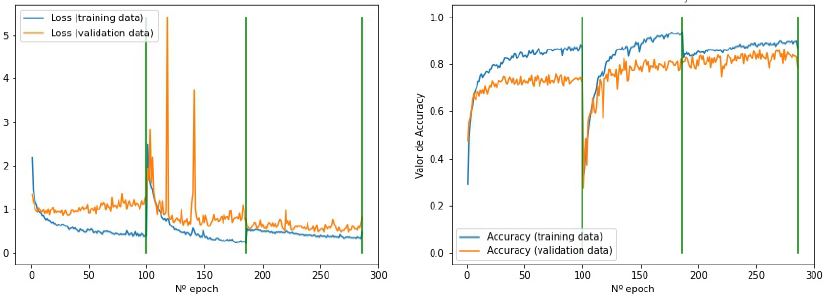 Loss (training data)
Loss (validation data)
5
4
3
2
1
0
0 50 100 150 200 250 300
Nº epoch
Valor de Accuracy
1.0
0.8
0.6
0.4
0.2
0.0
Accuracy (training data)
Accuracy (validation data)
0 50 100 150 200 250 300
Nº epoch